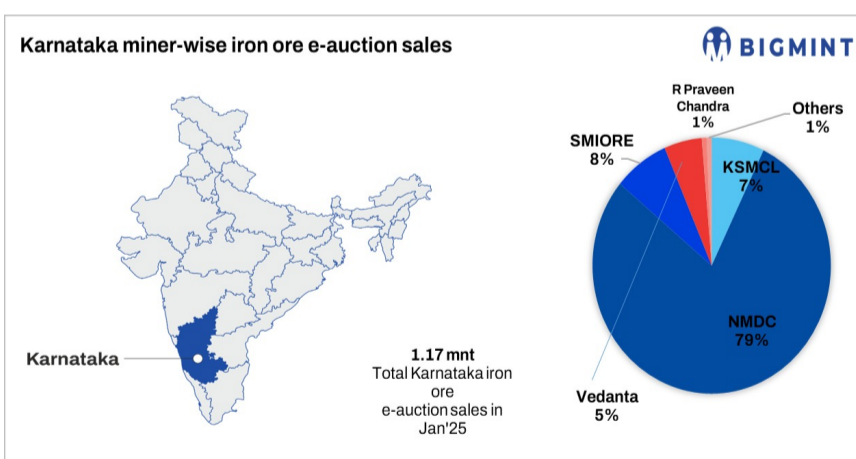 Karnataka miner-wise iron ore e-auction sales
BIGMINT
Karnataka
1.17 mnt
Total Karnataka iron
ore
e-auction sales in
Jan'25
R Praveen
Chandra
1%
Others
1%
SMIORE
8%
KSMCL
7%
NMDC
79%
Vedanta
5%